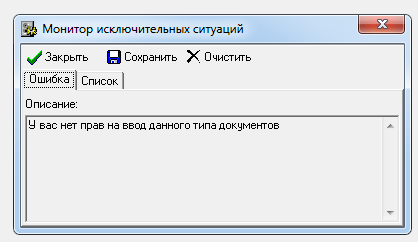 Монитор исключительных ситуаций
Закрыть Сохранить Очистить
Ошибка Список
Описание:
У вас нет прав на ввод данного типа документов